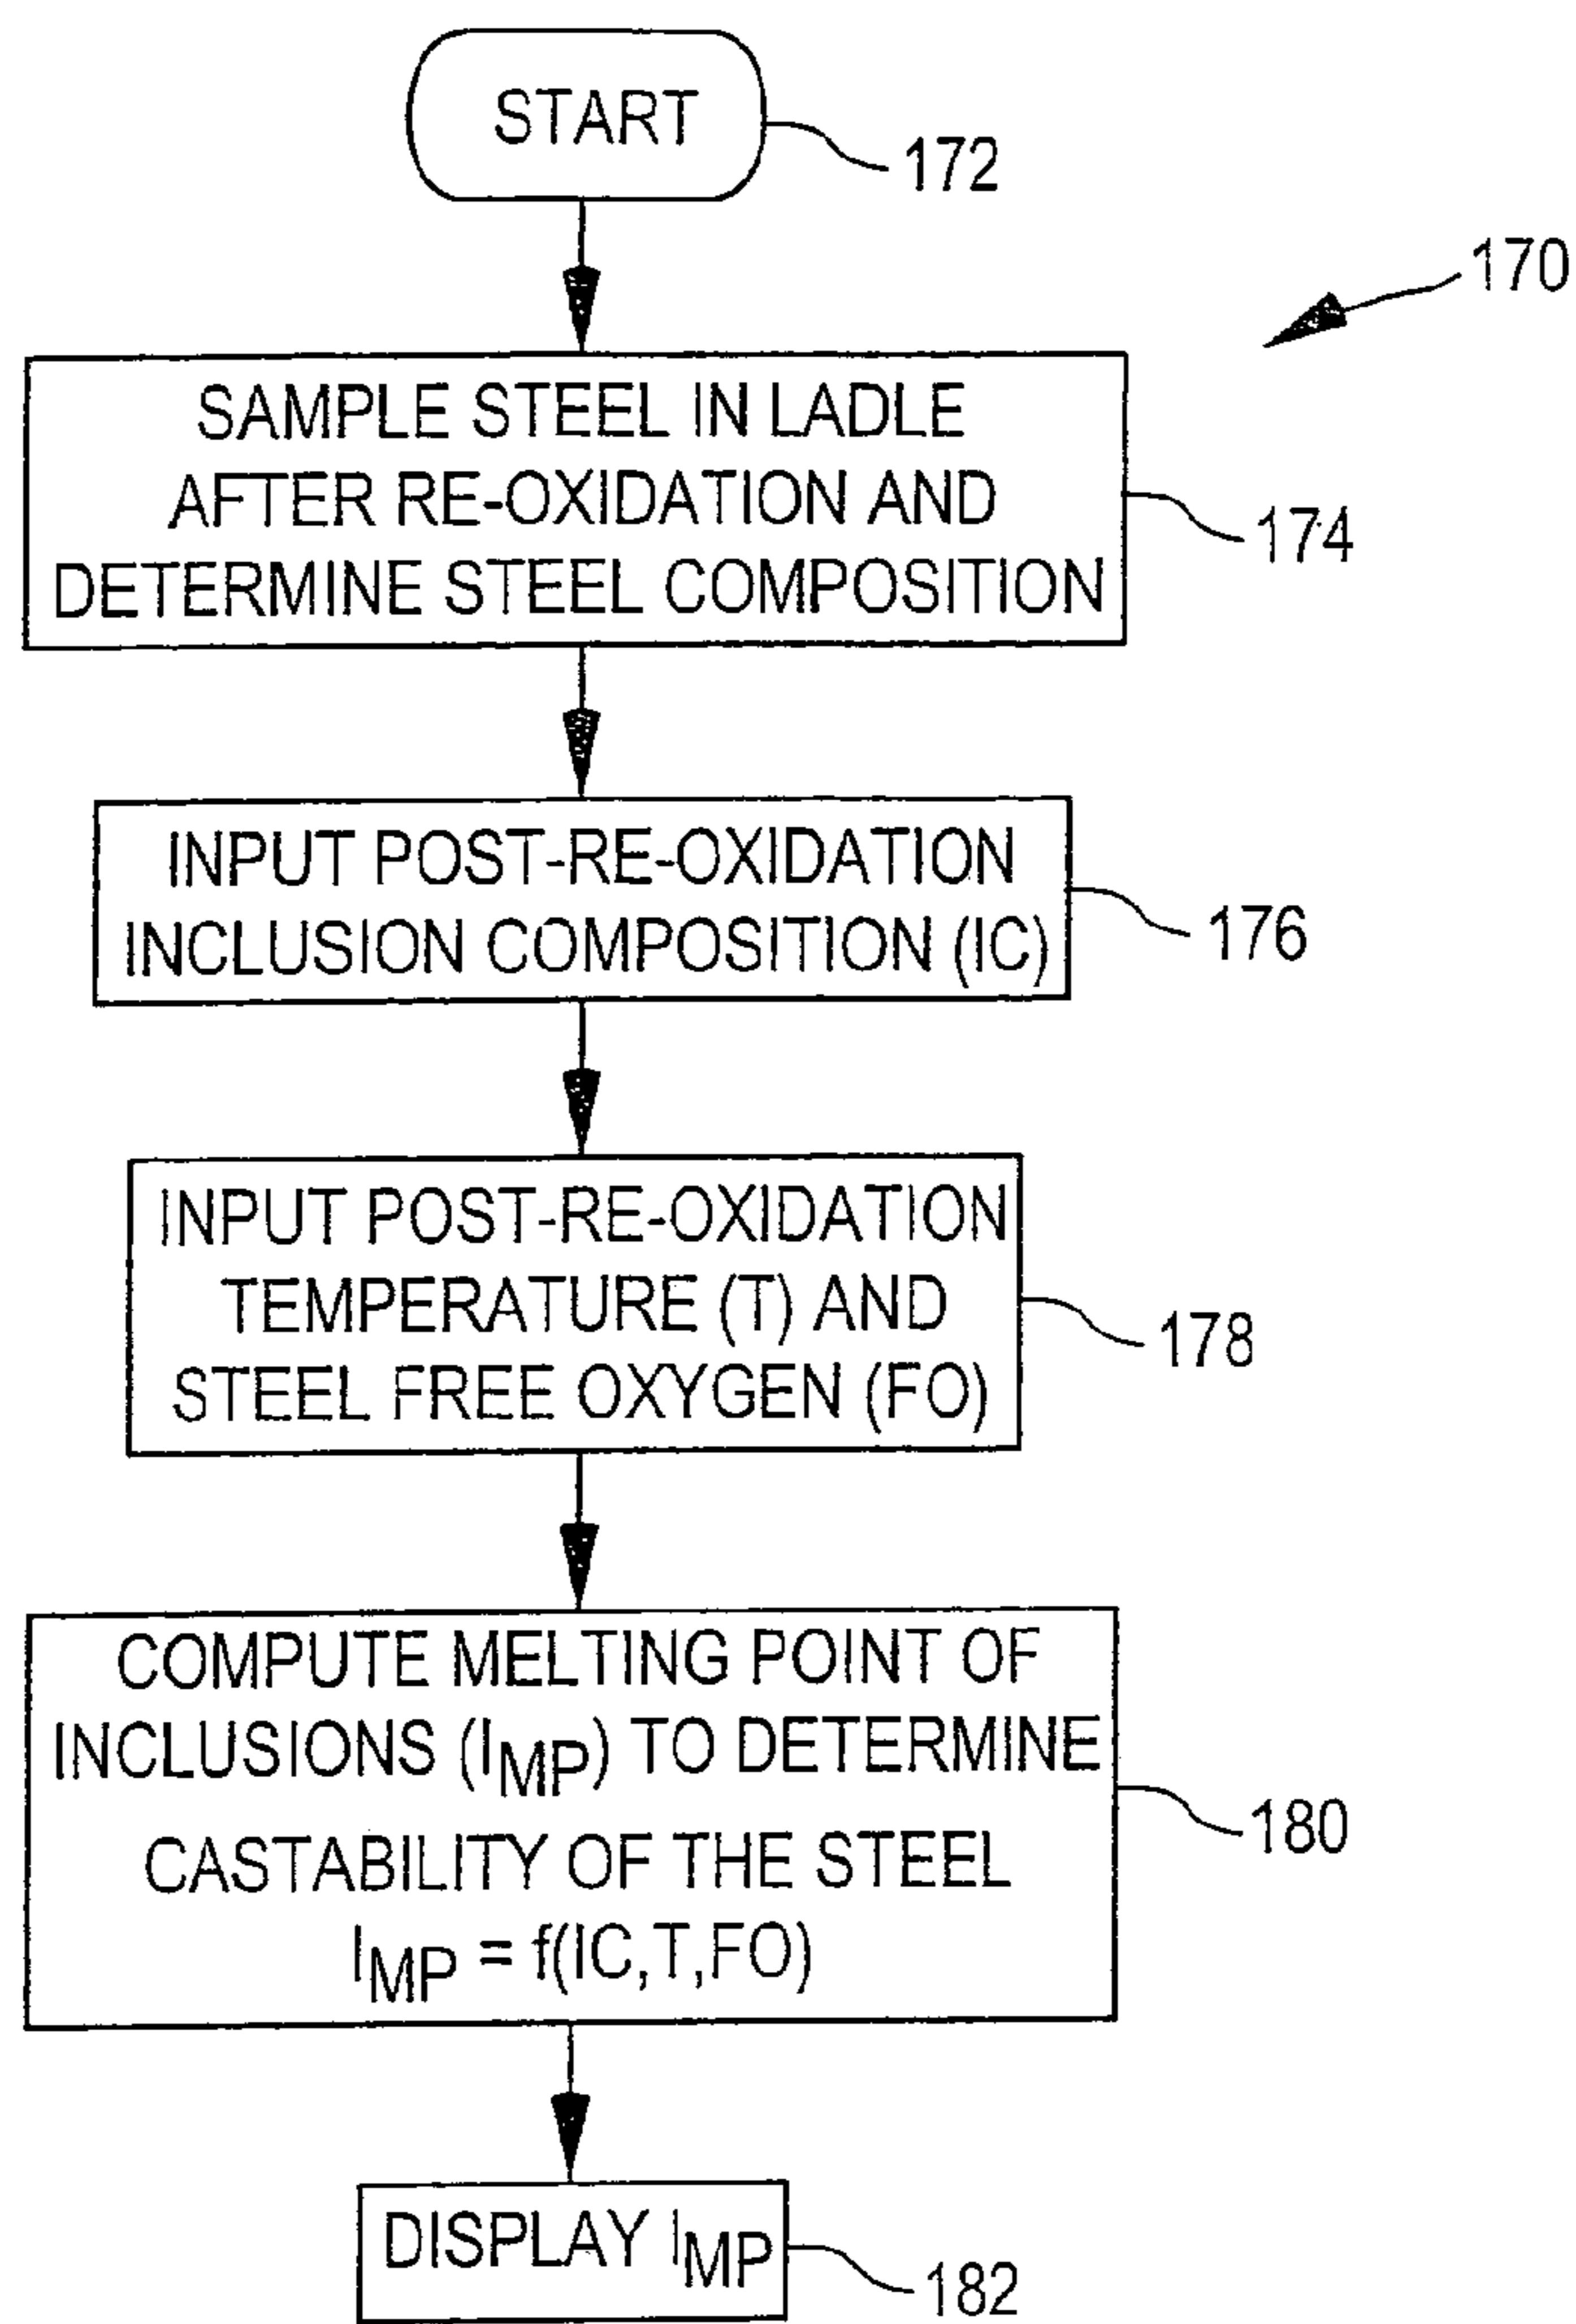 START
172
170
SAMPLE STEEL IN LADLE
AFTER RE-OXIDATION AND
DETERMINE STEEL COMPOSITION
174
INPUT POST-RE-OXIDATION
INCLUSION COMPOSITION (IC)
176
INPUT POST-RE-OXIDATION
TEMPERATURE (T) AND
STEEL FREE OXYGEN (FO)
178
COMPUTE MELTING POINT OF
INCLUSIONS (IMP) TO DETERMINE
CASTABILITY OF THE STEEL
IMP = f(IC,T,FO)
180
DISPLAY IMP
182